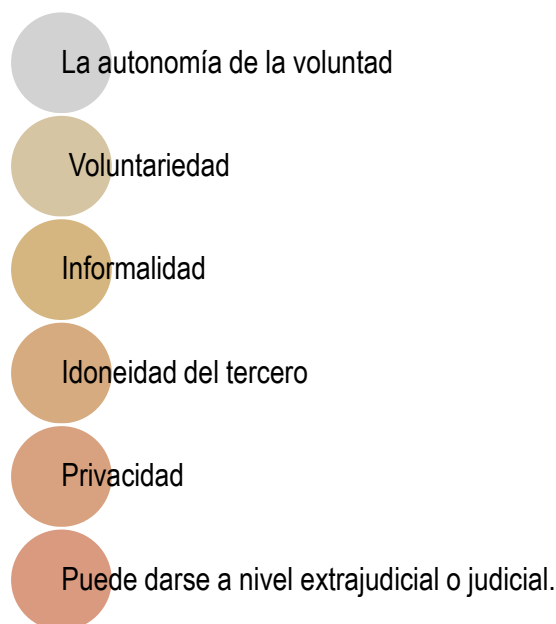 La autonomía de la voluntad
Voluntariedad
Informalidad
Idoneidad del tercero
Privacidad
Puede darse a nivel extrajudicial o judicial.